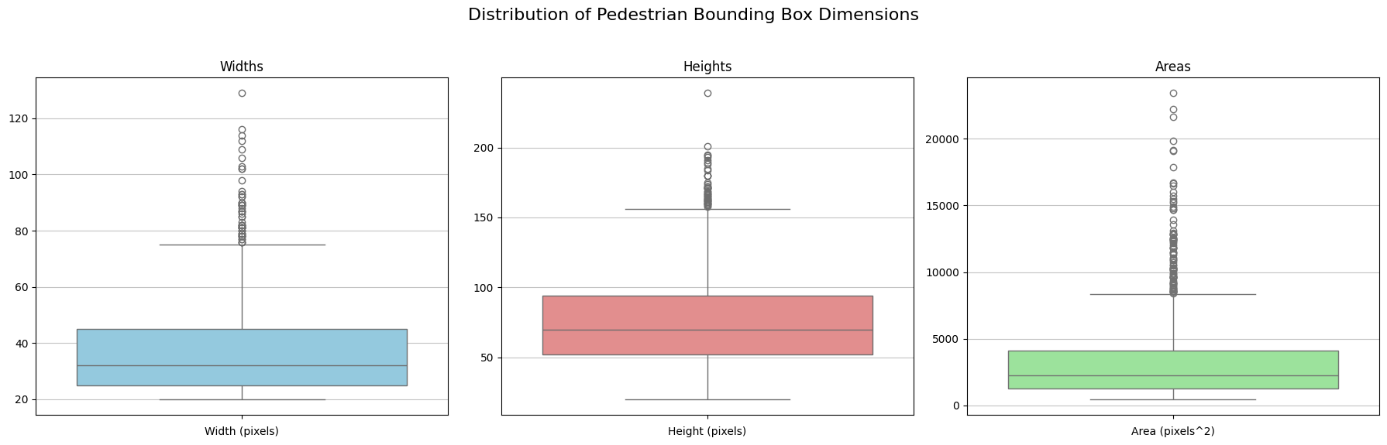 Distribution of Pedestrian Bounding Box Dimensions
Widths
120
100
80
60
40
20
Width (pixels)
Heights
200
150
100
50
Height (pixels)
Areas
20000
15000
10000
5000
0
Area (pixels^2)